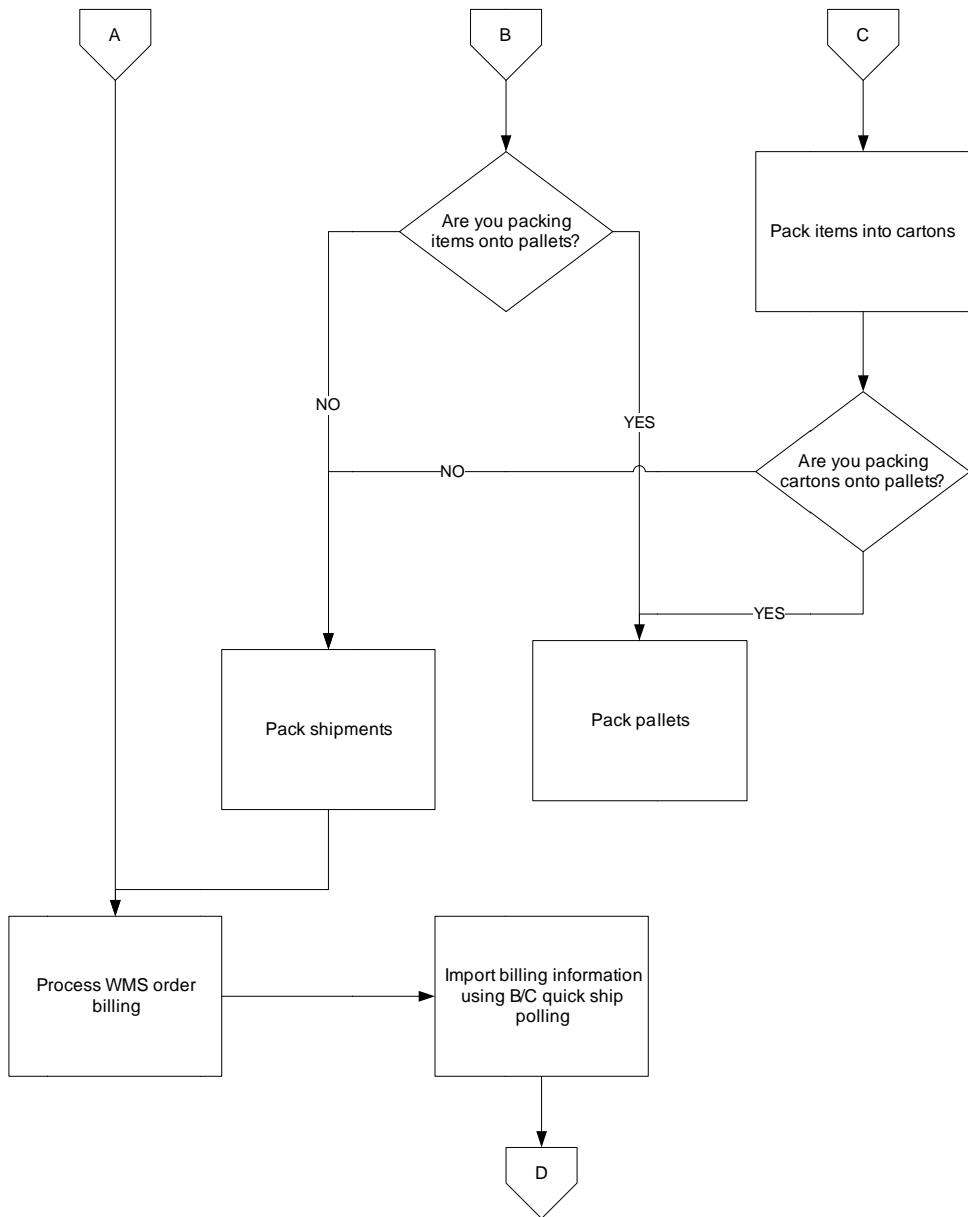 A
B
C
Are you packing
items onto pallets?
Pack items into cartons
NO
YES
NO
Are you packing
cartons onto pallets?
YES
Pack shipments
Pack pallets
Process WMS order
billing
Import billing information
using B/C quick ship
polling
D